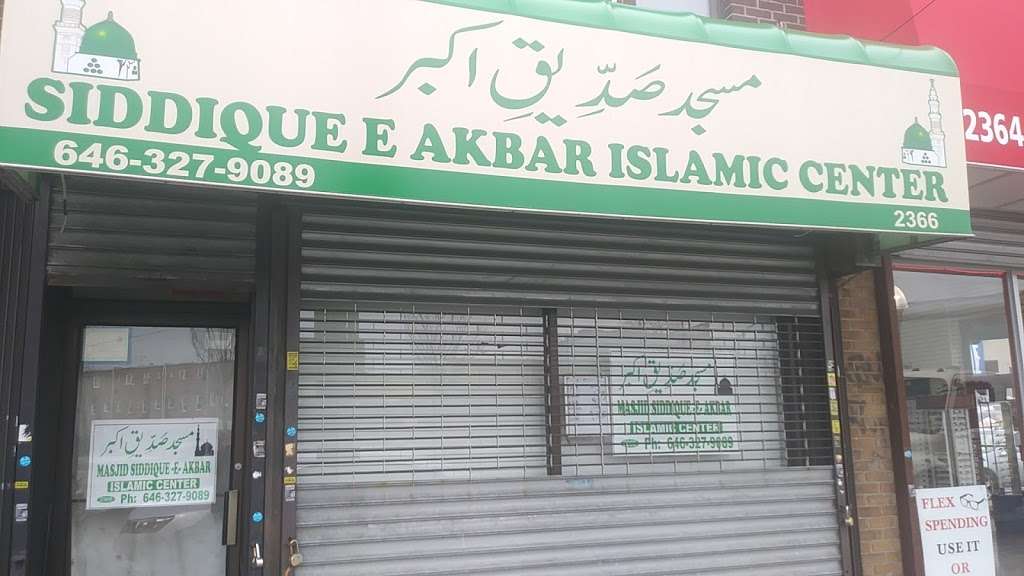 مسجد صَدِّیقِ اکبر
SIDDIQUE E AKBAR ISLAMIC CENTER
646-327-9089
2366
2364
مسجد صَدِّیقِ اکبر
MASJID SIDDIQUE -E- AKBAR
ISLAMIC CENTER
Ph: 646-327-9089
مسجد صدیق اکبر
MASJID SIDDIQUE -E- AKBAR
ISLAMIC CENTER
Ph: 646-327-9089
FLEX
SPENDING
USE IT
OR